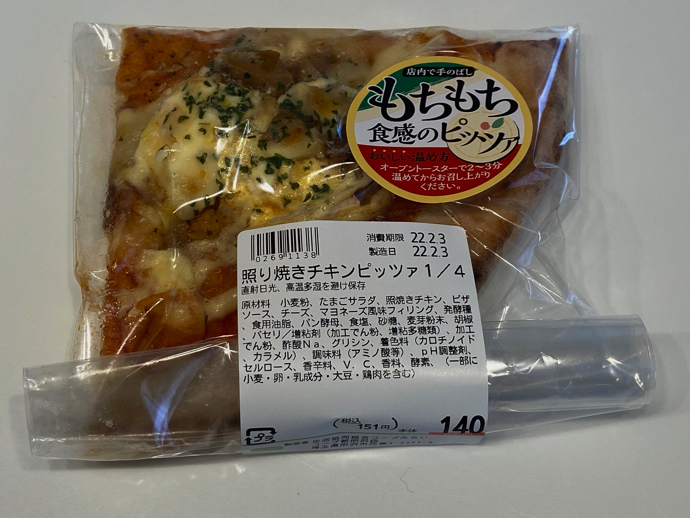 店内で手のばし
もちもち
食感のピッツァ
おいしい温め方
オーブントースターで2～3分
温めてからお召し上がり
ください。
02691138
消費期限 22.2.3
製造日 22.2.3
照り焼きチキンピッツァ1/4
直射日光、高温多湿を避け保存
原材料 小麦粉、たまごサラダ、照焼きチキン、ピザ
ソース、チーズ、マヨネーズ風味フィリング、発酵種
、食用油脂、パン酵母、食塩、砂糖、麦芽粉末、胡椒
、パセリ/増粘剤（加工でん粉、増粘多糖類）、加工
でん粉、酢酸Na、グリシン、着色料（カロチノイド
、カラメル）、調味料（アミノ酸等）、pH調整剤、
セルロース、香辛料、V.C、香料、酵素、（一部に
小麦・卵・乳成分・大豆・鶏肉を含む）
(税込 151円) 本体 140